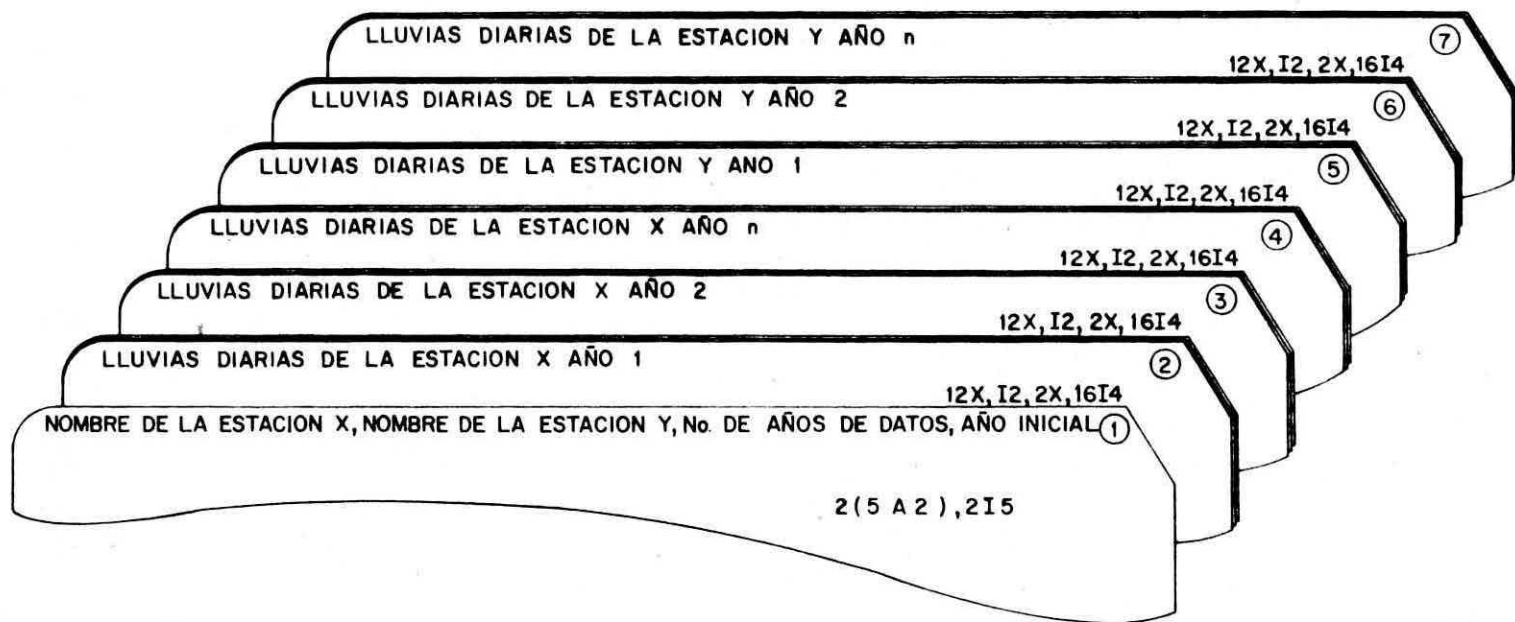 LLUVIAS DIARIAS DE LA ESTACION Y AÑO n
⑦
12X, I2, 2X, 16I4
LLUVIAS DIARIAS DE LA ESTACION Y AÑO 2
⑥
12X, I2, 2X, 16I4
LLUVIAS DIARIAS DE LA ESTACION Y ANO 1
⑤
12X, I2, 2X, 16I4
LLUVIAS DIARIAS DE LA ESTACION X AÑO n
④
12X, I2, 2X, 16I4
LLUVIAS DIARIAS DE LA ESTACION X AÑO 2
③
12X, I2, 2X, 16I4
LLUVIAS DIARIAS DE LA ESTACION X AÑO 1
②
12X, I2, 2X, 16I4
NOMBRE DE LA ESTACION X, NOMBRE DE LA ESTACION Y, No. DE AÑOS DE DATOS, AÑO INICIAL ①
2(5 A 2), 2I5